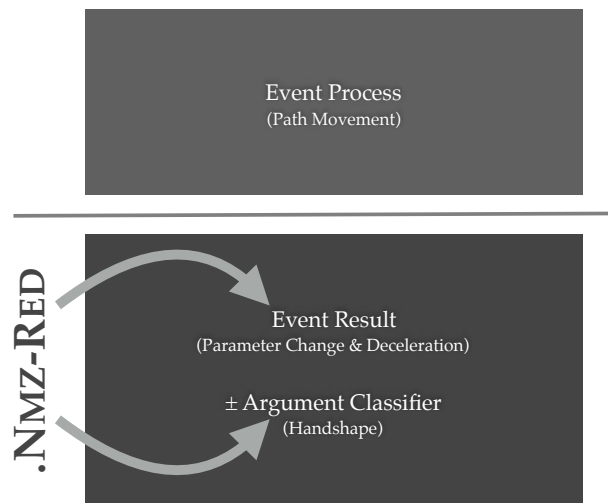 Event Process
(Path Movement)
.NMZ-RED
Event Result
(Parameter Change & Deceleration)
± Argument Classifier
(Handshape)